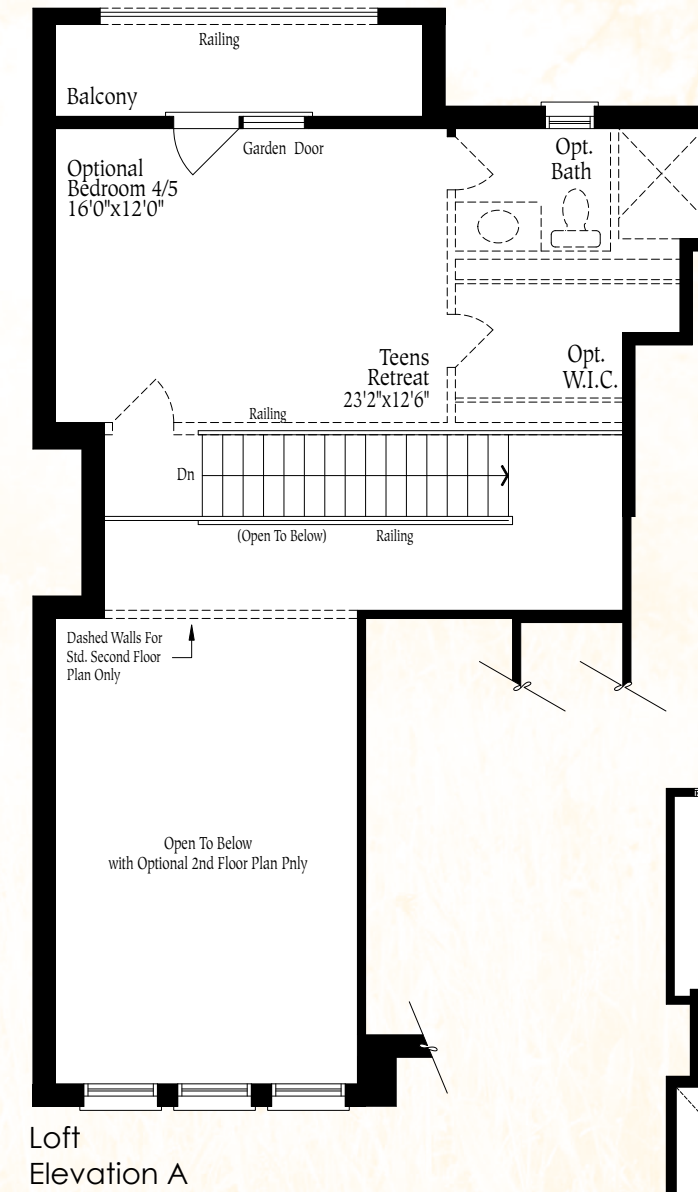 Railing
Balcony
Garden Door
Opt.
Bath
Optional
Bedroom 4/5
16'0"x12'0"
Teens
Retreat
23'2"x12'6"
Opt.
W.I.C.
Railing
Dn
(Open To Below)
Railing
Dashed Walls For
Std. Second Floor
Plan Only
Open To Below
with Optional 2nd Floor Plan Pnly
Loft
Elevation A